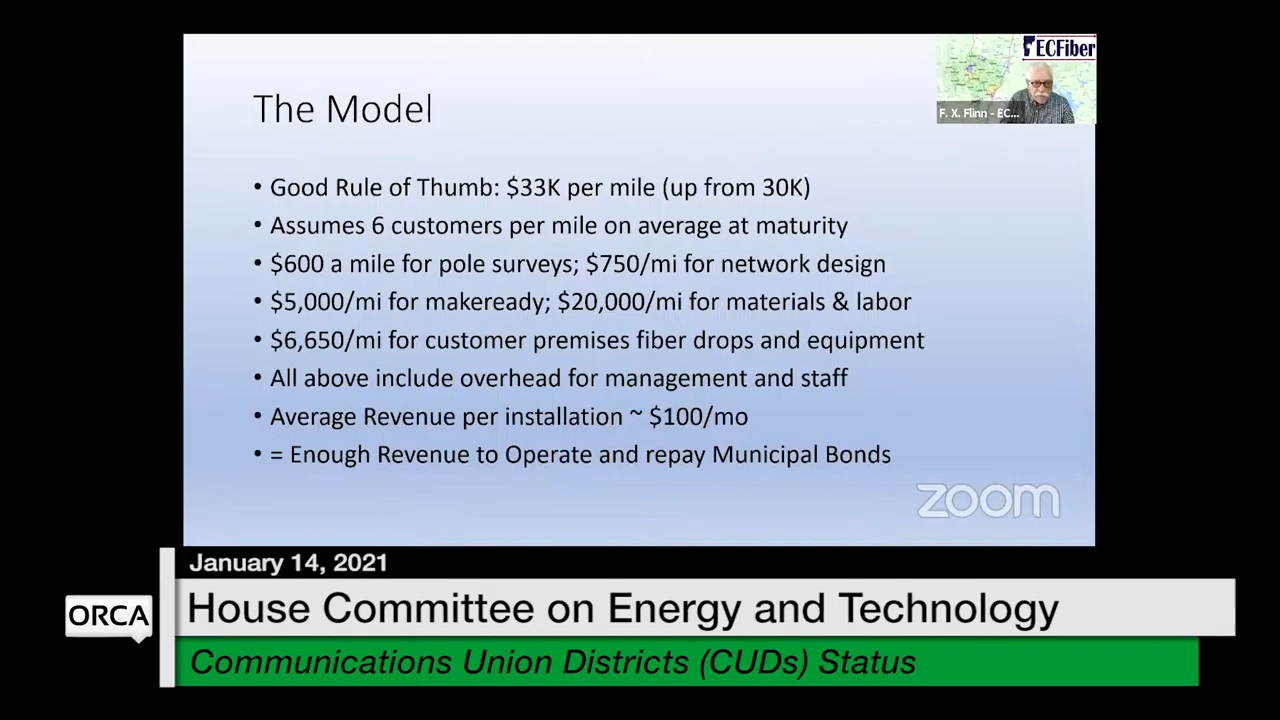 ECFiber
F. X. Flinn - EC...
The Model
• Good Rule of Thumb: $33K per mile (up from 30K)
• Assumes 6 customers per mile on average at maturity
• $600 a mile for pole surveys; $750/mi for network design
• $5,000/mi for makeready; $20,000/mi for materials & labor
• $6,650/mi for customer premises fiber drops and equipment
• All above include overhead for management and staff
• Average Revenue per installation ~ $100/mo
• = Enough Revenue to Operate and repay Municipal Bonds
zoom
January 14, 2021
ORCA
House Committee on Energy and Technology
Communications Union Districts (CUDs) Status